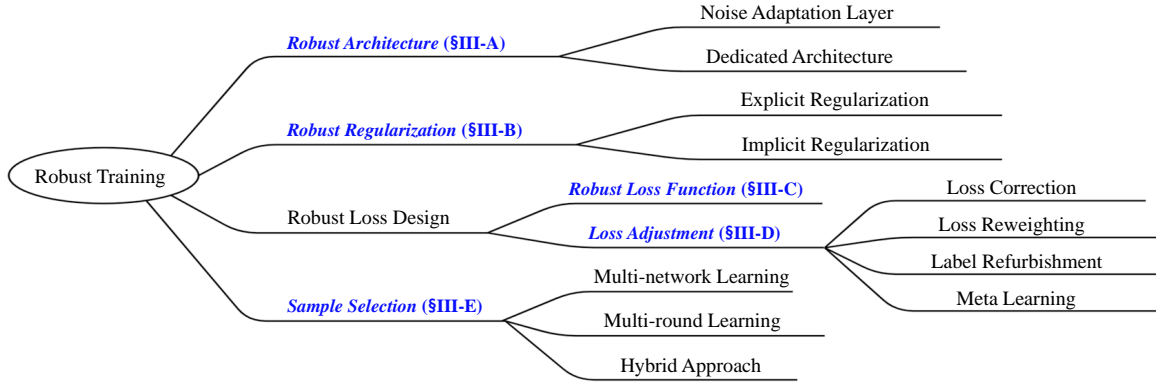 Robust Training
Robust Architecture (§III-A)
Noise Adaptation Layer
Dedicated Architecture
Robust Regularization (§III-B)
Explicit Regularization
Implicit Regularization
Robust Loss Design
Robust Loss Function (§III-C)
Loss Adjustment (§III-D)
Loss Correction
Loss Reweighting
Label Refurbishment
Meta Learning
Sample Selection (§III-E)
Multi-network Learning
Multi-round Learning
Hybrid Approach